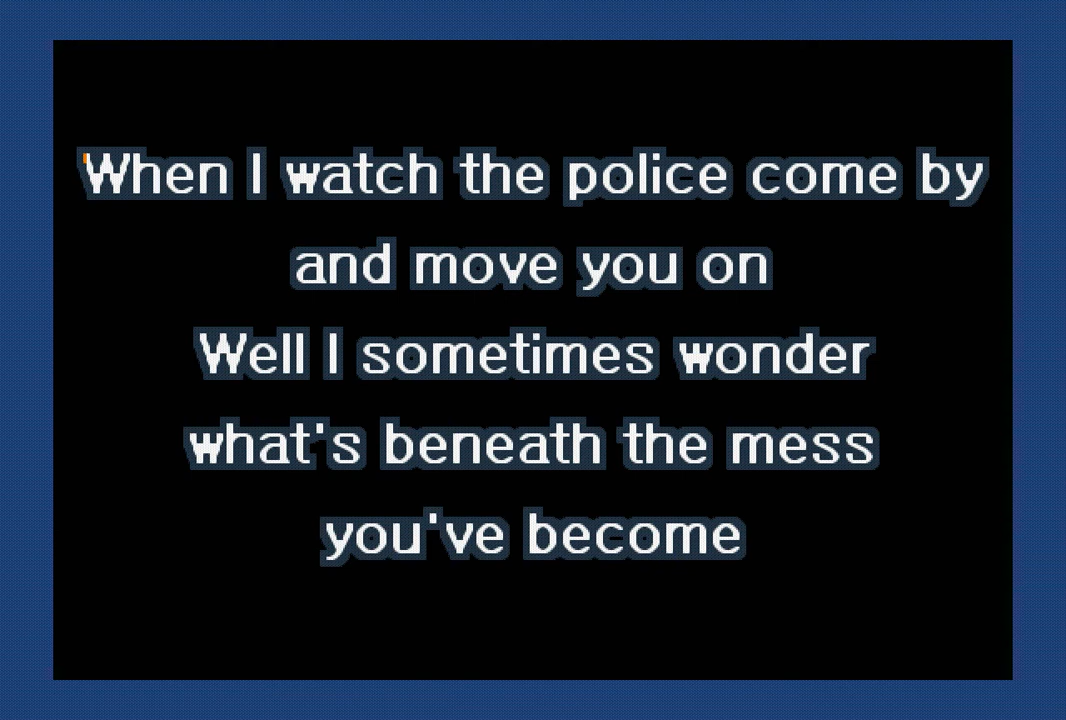 When I watch the police come by
and move you on
Well I sometimes wonder
what's beneath the mess
you've become